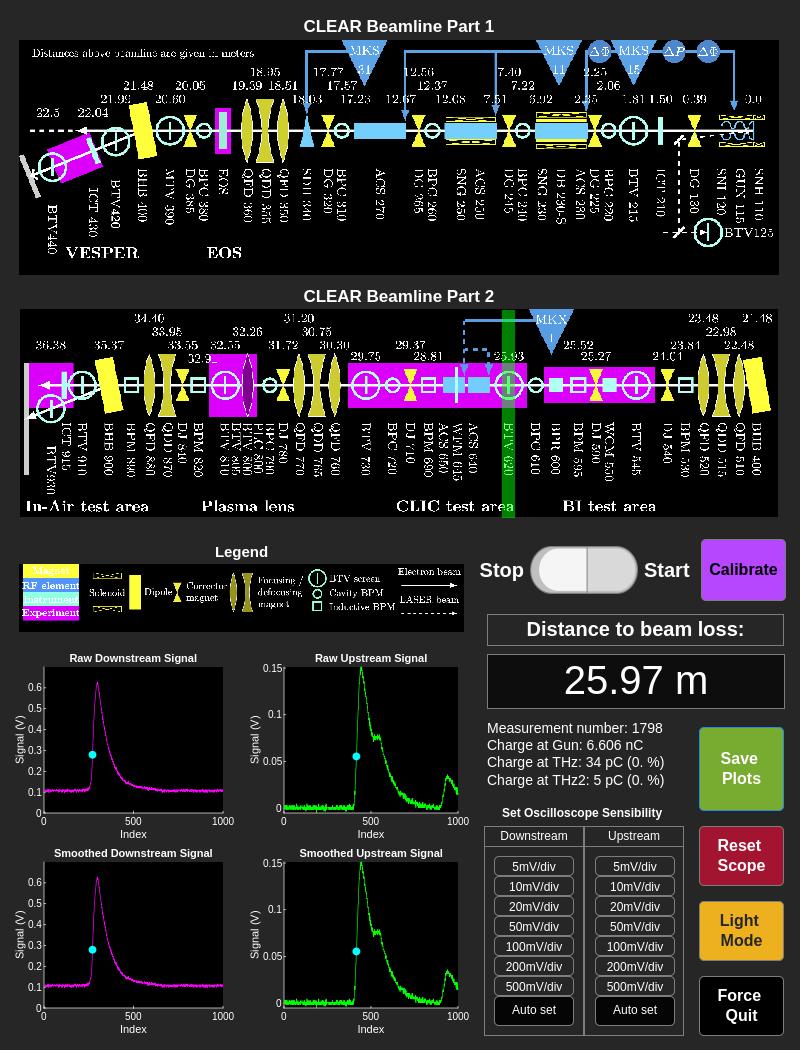 CLEAR Beamline Part 1
Distances above beamline are given in meters
MKS MKS ΔΦ MKS ΔP ΔΦ
31 11 15
18.95 17.77 12.56 7.40 2.25
21.48 26.05 19.39 18.51 17.57 12.37 7.22 2.06
21.99 20.60 18.03 17.23 12.67 12.08 7.51 6.92 2.35 1.81 1.50 0.39 0.0
22.5 22.04
BTV440
ICT 430
BTV420
BHB 400
MTV 390
DG 385
BPC 380
EOS
QFD 360
QDD 355
QFD 350
SDH 340
DG 320
BPC 310
ACS 270
DG 265
BPC 260
SNG 250
ACS 250
DG 245
BPC 240
SNG 230
ACS 230
DG 225
BPC 220
BTV 215
ICT 210
DG 130
SNI 120
GUN 115
SNH 110
BTV125
VESPER EOS
CLEAR Beamline Part 2
MKX
1
34.40 32.26 31.20 23.48 21.48
33.95 30.75 25.52 22.98
36.38 35.37 33.55 32.55 31.72 30.30 29.37 25.93 23.84 22.48
32.9 29.75 28.81 25.27 24.04
BTV930
ICT 915
BTV 910
BHB 900
QFD 880
QDD 870
DJ 840
BPM 820
BTV 810
PLC 800
BPC 790
DJ 780
QFD 770
QDD 765
QFD 760
BTV 730
BPC 720
DJ 710
BPM 690
ACS 650
WFM 645
ACS 640
BTV 620
BPC 610
BPR 600
BPM 595
DJ 590
WCM 550
BTV 545
DJ 540
BPM 530
QFD 520
QDD 515
QFD 510
BHB 400
In-Air test area Plasma lens CLIC test area BI test area
Legend
Magnet
RF element
Instrument
Experiment
Solenoid
Dipole
Corrector
magnet
Focusing /
defocusing
magnet
BTV screen
Cavity BPM
Inductive BPM
Electron beam
LASER beam
Stop Start
Calibrate
Distance to beam loss:
25.97 m
Measurement number: 1798
Charge at Gun: 6.606 nC
Charge at THz: 34 pC (0. %)
Charge at THz2: 5 pC (0. %)
Save
Plots
Raw Downstream Signal
Signal (V)
0.6
0.5
0.4
0.3
0.2
0.1
0
0 500 1000
Index
Raw Upstream Signal
Signal (V)
0.15
0.1
0.05
0
0 500 1000
Index
Smoothed Downstream Signal
Signal (V)
0.6
0.5
0.4
0.3
0.2
0.1
0
0 500 1000
Index
Smoothed Upstream Signal
Signal (V)
0.15
0.1
0.05
0
0 500 1000
Index
Set Oscilloscope Sensibility
Downstream Upstream
5mV/div 5mV/div
10mV/div 10mV/div
20mV/div 20mV/div
50mV/div 50mV/div
100mV/div 100mV/div
200mV/div 200mV/div
500mV/div 500mV/div
Auto set Auto set
Reset
Scope
Light
Mode
Force
Quit